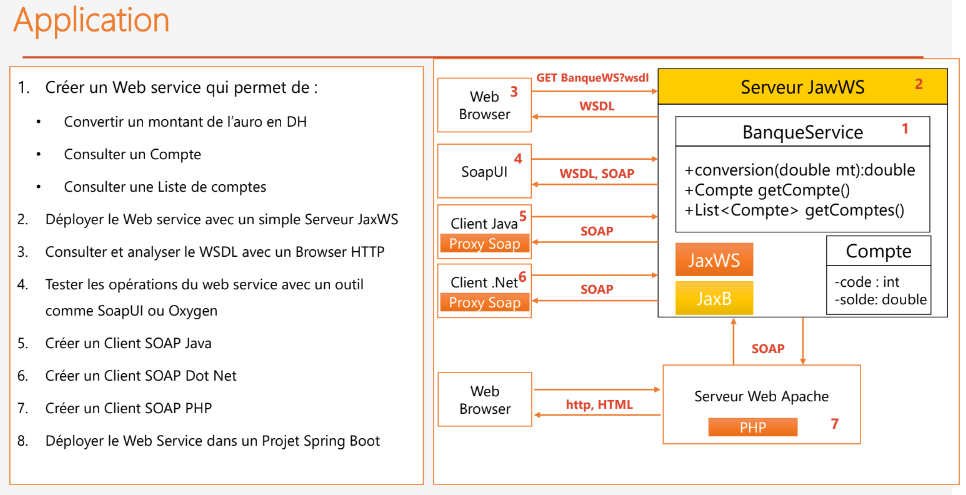 Application
1. Créer un Web service qui permet de :
• Convertir un montant de l'auro en DH
• Consulter un Compte
• Consulter une Liste de comptes
2. Déployer le Web service avec un simple Serveur JaxWS
3. Consulter et analyser le WSDL avec un Browser HTTP
4. Tester les opérations du web service avec un outil
comme SoapUI ou Oxygen
5. Créer un Client SOAP Java
6. Créer un Client SOAP Dot Net
7. Créer un Client SOAP PHP
8. Déployer le Web Service dans un Projet Spring Boot
Web
Browser
3
GET BanqueWS?wsdl
WSDL
SoapUI
4
WSDL, SOAP
Client Java
5
Proxy Soap
SOAP
Client .Net
6
Proxy Soap
SOAP
Serveur JawWS
2
BanqueService
1
+conversion(double mt):double
+Compte getCompte()
+List<Compte> getComptes()
JaxWS
JaxB
Compte
-code : int
-solde: double
SOAP
Web
Browser
http, HTML
Serveur Web Apache
PHP
7